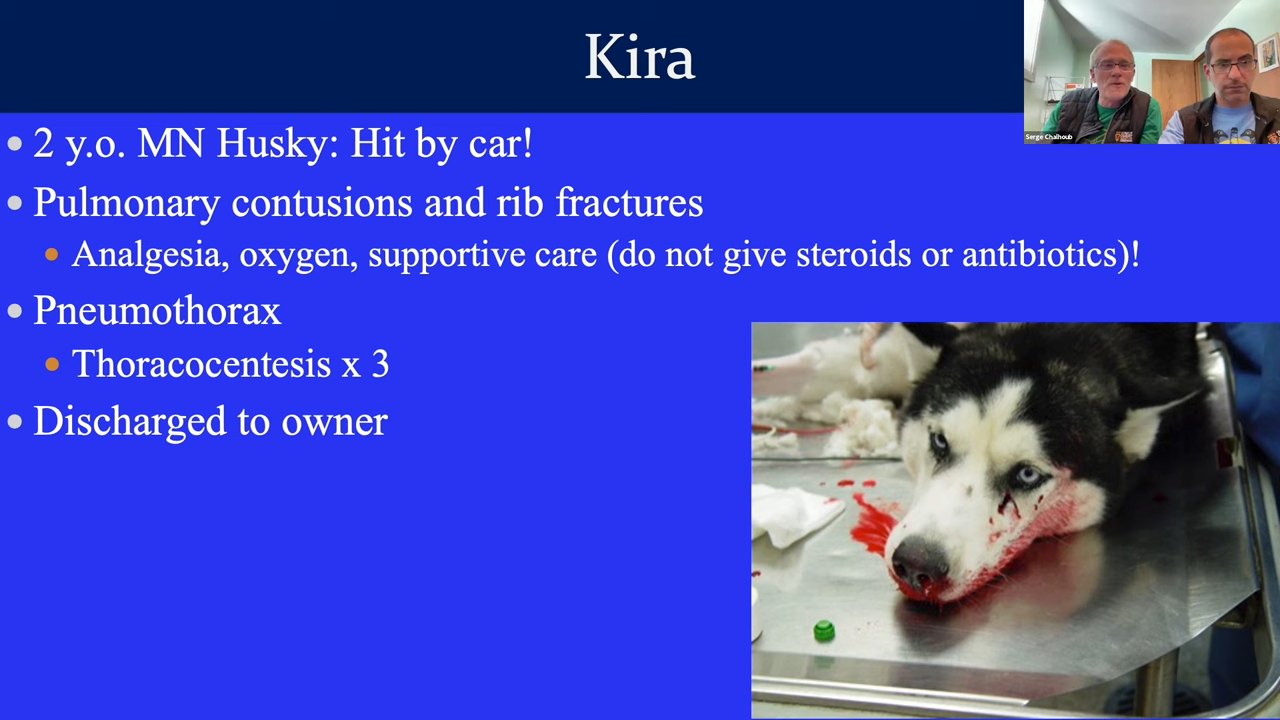 Kira
Serge Chalhoub
• 2 y.o. MN Husky: Hit by car!
• Pulmonary contusions and rib fractures
• Analgesia, oxygen, supportive care (do not give steroids or antibiotics)!
• Pneumothorax
• Thoracocentesis x 3
• Discharged to owner